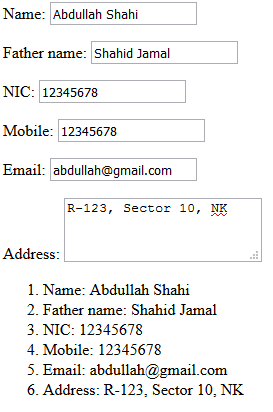 Name: Abdullah Shahi
Father name: Shahid Jamal
NIC: 12345678
Mobile: 12345678
Email: abdullah@gmail.com
Address: R-123, Sector 10, NK
1. Name: Abdullah Shahi
2. Father name: Shahid Jamal
3. NIC: 12345678
4. Mobile: 12345678
5. Email: abdullah@gmail.com
6. Address: R-123, Sector 10, NK